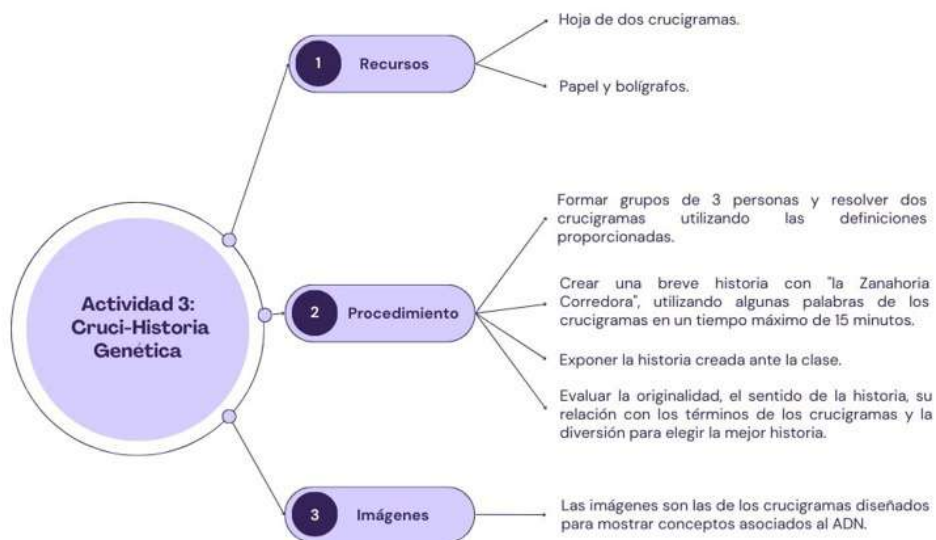 Actividad 3:
Cruci-Historia
Genética
1
Recursos
Hoja de dos crucigramas.
Papel y bolígrafos.
2
Procedimiento
Formar grupos de 3 personas y resolver dos
crucigramas utilizando las definiciones
proporcionadas.
Crear una breve historia con "la Zanahoria
Corredora", utilizando algunas palabras de los
crucigramas en un tiempo máximo de 15 minutos.
Exponer la historia creada ante la clase.
Evaluar la originalidad, el sentido de la historia, su
relación con los términos de los crucigramas y la
diversión para elegir la mejor historia.
3
Imágenes
Las imágenes son las de los crucigramas diseñados
para mostrar conceptos asociados al ADN.